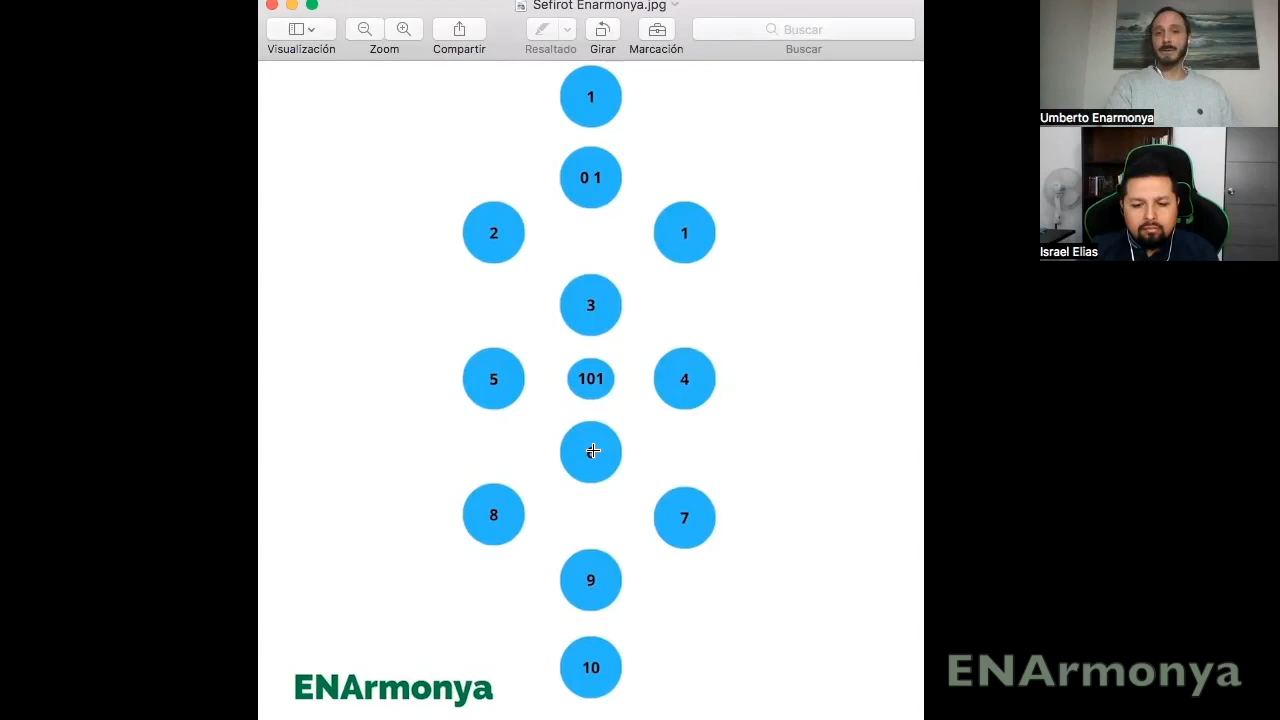 Sefirot Enarmonya.jpg
Visualización
Zoom
Compartir
Resaltado
Girar
Marcación
Buscar
Buscar
1
0 1
2
1
3
5
101
4
8
7
9
10
ENArmonya
Umberto Enarmonya
Israel Elias
ENArmonya